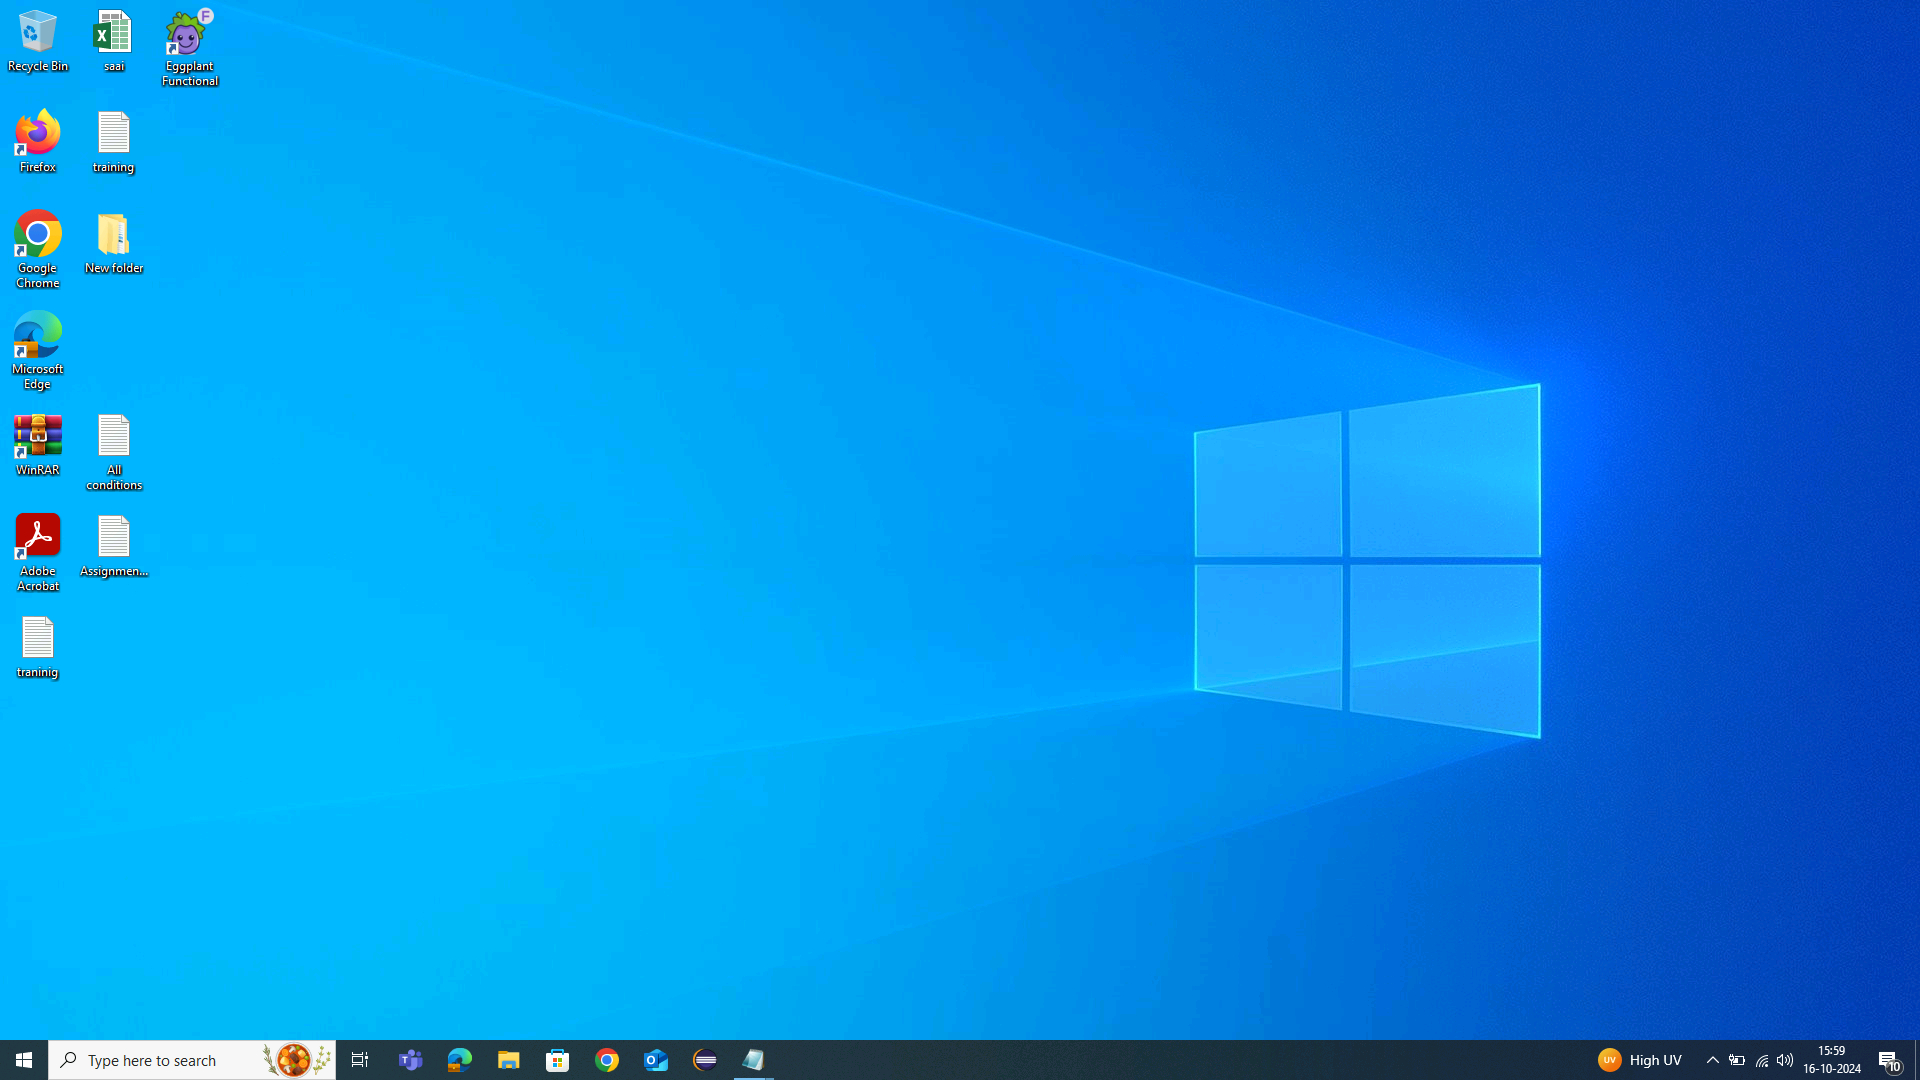 Recycle Bin
saai
Eggplant
Functional
F
Firefox
training
Google
Chrome
New folder
Microsoft
Edge
WinRAR
All
conditions
Adobe
Acrobat
Assignmen...
traninig
Type here to search
UV
High UV
15:59
16-10-2024
10